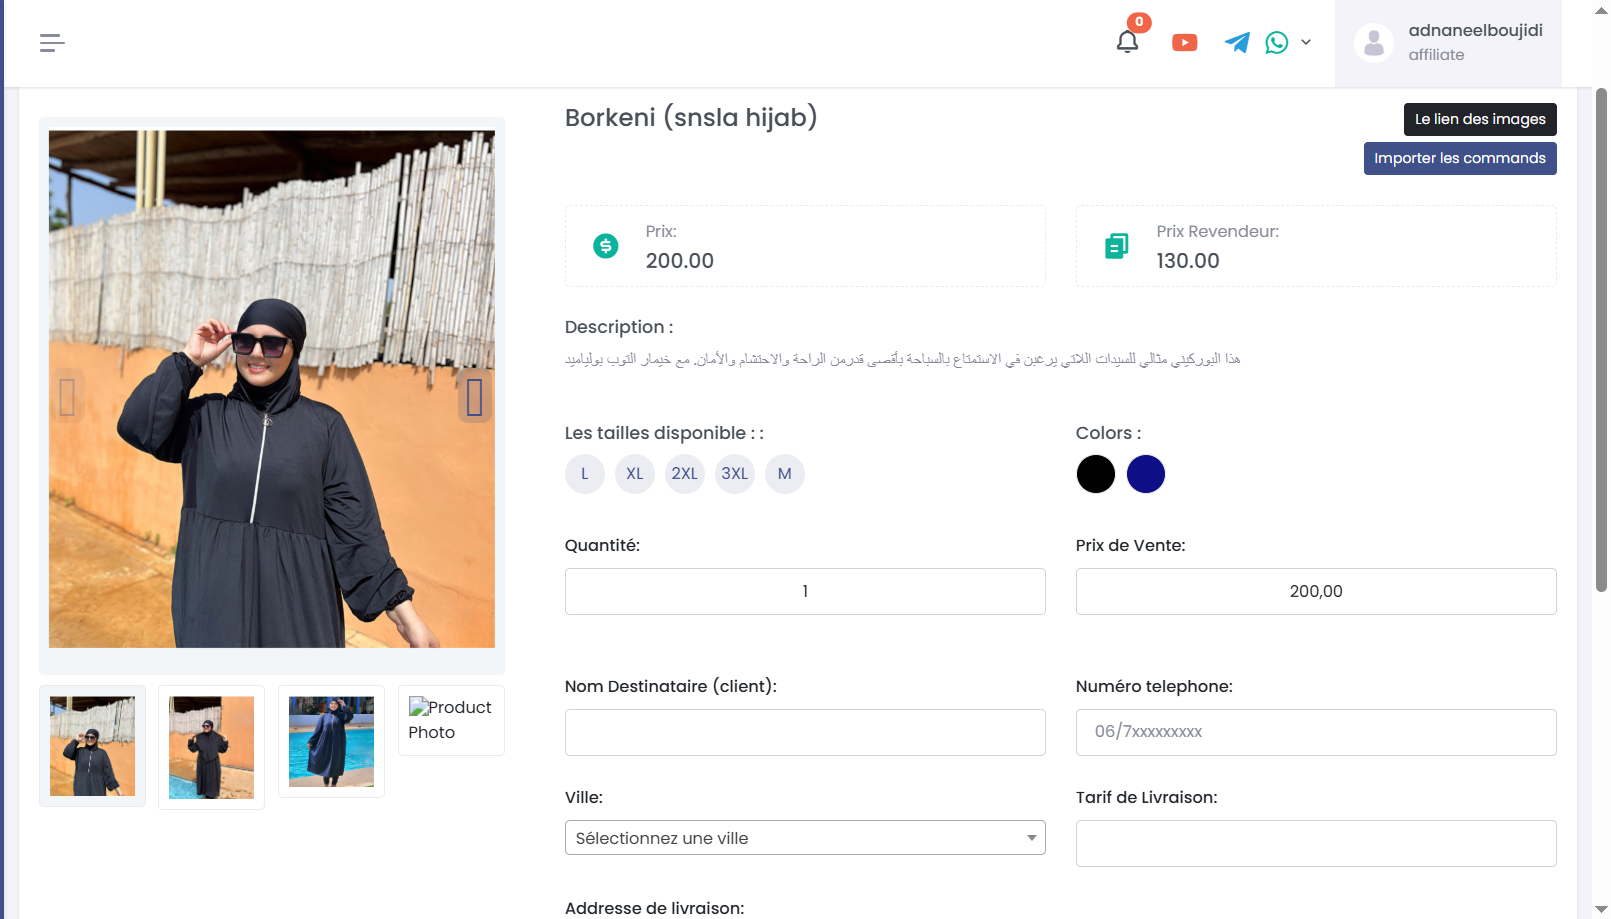 0
adnaneelboujidi
affiliate
Borkeni (snsla hijab)
Le lien des images
Importer les commands
Prix:
200.00
Prix Revendeur:
130.00
Description :
هذا البوركيني مثالي للسيدات اللاتي يرغبن في الاستمتاع بالسباحة بأقصى قدرمن الراحة والاحتشام والأمان. مع خيمار التوب بولياميد
Les tailles disponible : :
L
XL
2XL
3XL
M
Colors :
Quantité:
1
Prix de Vente:
200,00
Nom Destinataire (client):
Numéro telephone:
06/7xxxxxxxxx
Product
Photo
Ville:
Sélectionnez une ville
Tarif de Livraison:
Addresse de livraison: